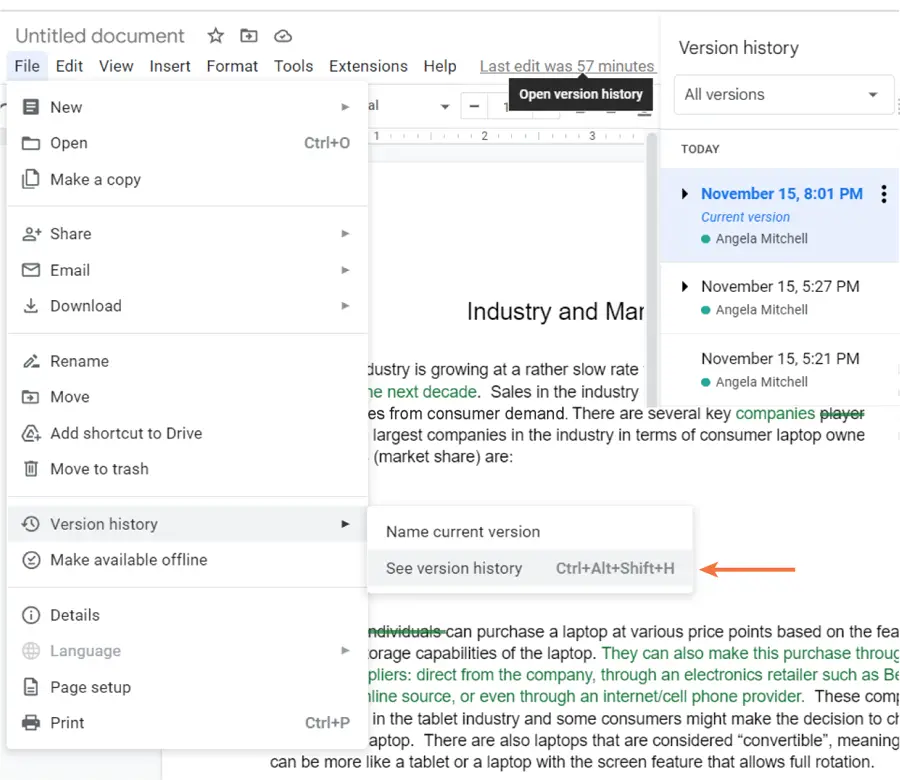 Untitled document
File Edit View Insert Format Tools Extensions Help Last edit was 57 minutes
Open version history
New
Open Ctrl+O
Make a copy
Share
Email
Download
Rename
Move
Add shortcut to Drive
Move to trash
Version history
Make available offline
Details
Language
Page setup
Print Ctrl+P
Name current version
See version history Ctrl+Alt+Shift+H
1 2 3
Industry and Mar
dustry is growing at a rather slow rate
ne next decade. Sales in the industry
es from consumer demand. There are several key companies player
largest companies in the industry in terms of consumer laptop owne
(market share) are:
ndividuals can purchase a laptop at various price points based on the fea
orage capabilities of the laptop. They can also make this purchase throug
pliers: direct from the company, through an electronics retailer such as Be
nline source, or even through an internet/cell phone provider. These comp
in the tablet industry and some consumers might make the decision to ch
aptop. There are also laptops that are considered “convertible”, meaning
can be more like a tablet or a laptop with the screen feature that allows full rotation.
Version history
All versions
TODAY
November 15, 8:01 PM
Current version
Angela Mitchell
November 15, 5:27 PM
Angela Mitchell
November 15, 5:21 PM
Angela Mitchell